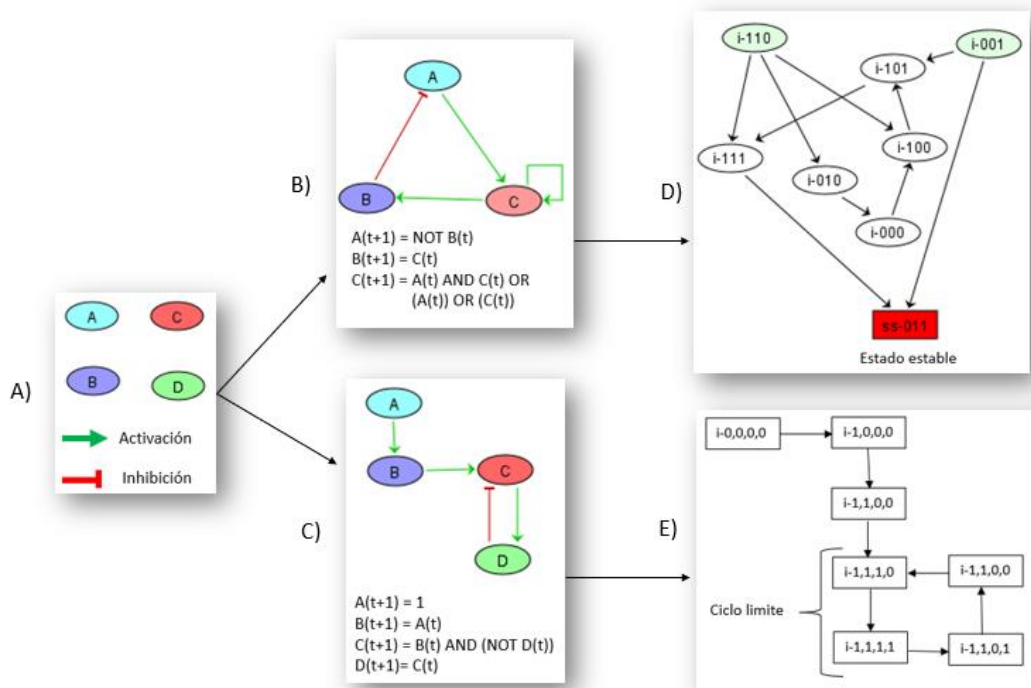 A)
A
C
B
D
Activación
Inhibición
B)
A
B
C
A(t+1) = NOT B(t)
B(t+1) = C(t)
C(t+1) = A(t) AND C(t) OR
(A(t)) OR (C(t))
C)
A
B
C
D
A(t+1) = 1
B(t+1) = A(t)
C(t+1) = B(t) AND (NOT D(t))
D(t+1)= C(t)
D)
i-110
i-001
i-101
i-111
i-100
i-010
i-000
ss-011
Estado estable
E)
i-0,0,0,0
i-1,0,0,0
i-1,1,0,0
i-1,1,1,0
i-1,1,0,0
Ciclo limite
i-1,1,1,1
i-1,1,0,1